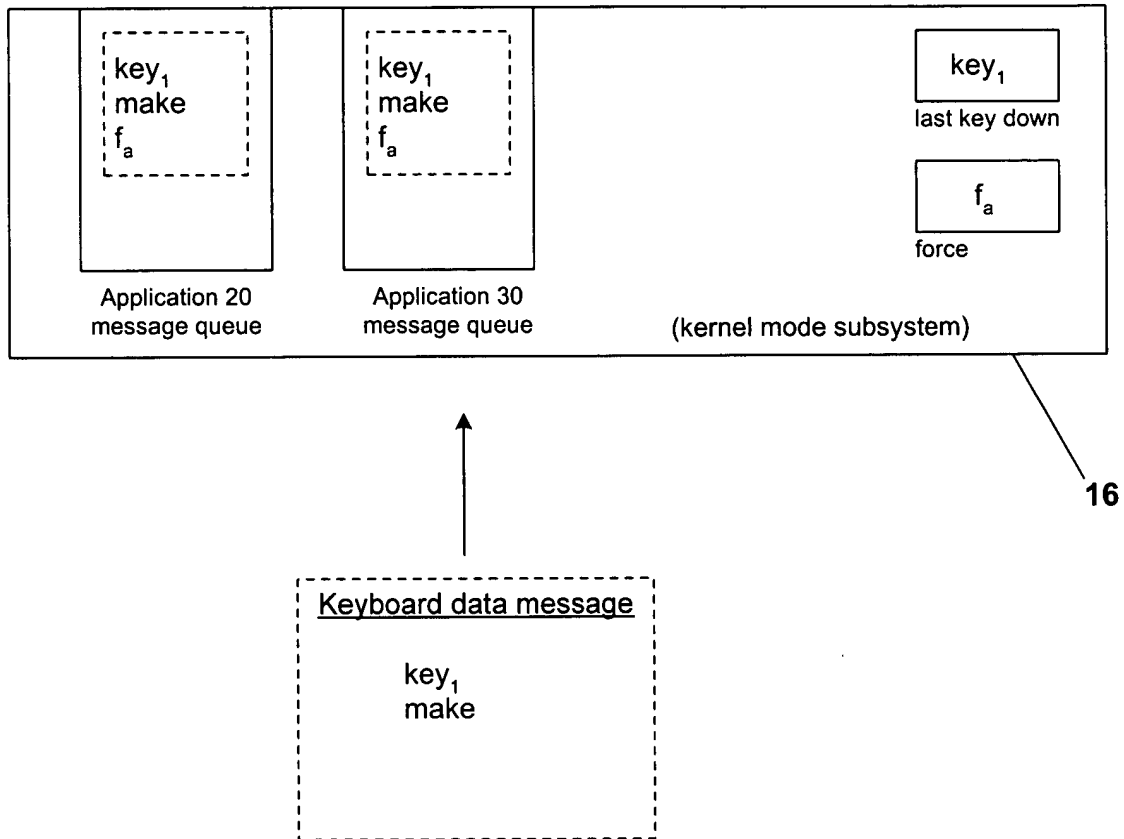 key₁
make
fₐ
Application 20
message queue
key₁
make
fₐ
Application 30
message queue
key₁
last key down
fₐ
force
(kernel mode subsystem)
16
Keyboard data message
key₁
make